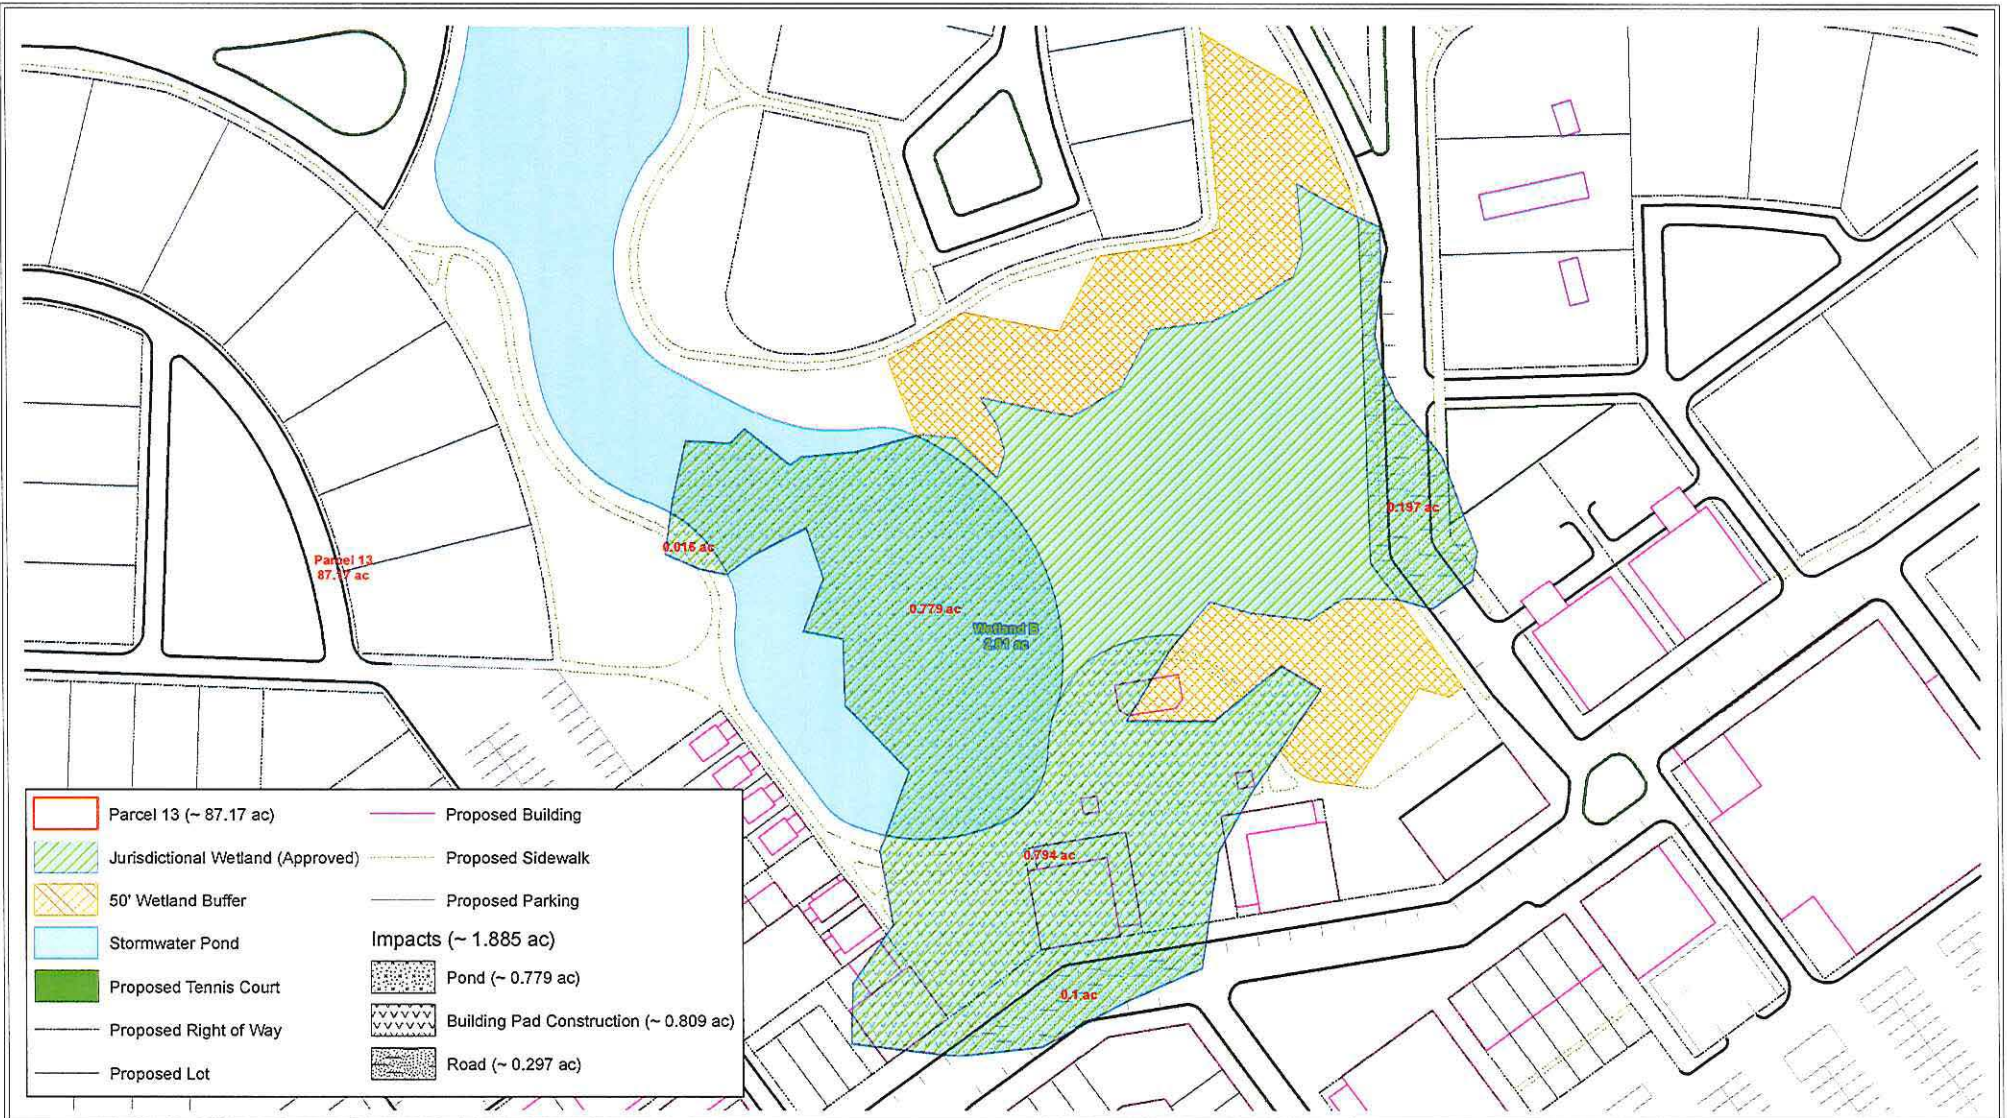 0.197 ac
0.015 ac
Parcel 13
87.17 ac
0.779 ac
Wetland B
2.81 ac
0.794 ac
0.1 ac
Parcel 13 (~ 87.17 ac)
Jurisdictional Wetland (Approved)
50' Wetland Buffer
Stormwater Pond
Proposed Tennis Court
Proposed Right of Way
Proposed Lot
Proposed Building
Proposed Sidewalk
Proposed Parking
Impacts (~ 1.885 ac)
Pond (~ 0.779 ac)
Building Pad Construction (~ 0.809 ac)
Road (~ 0.297 ac)